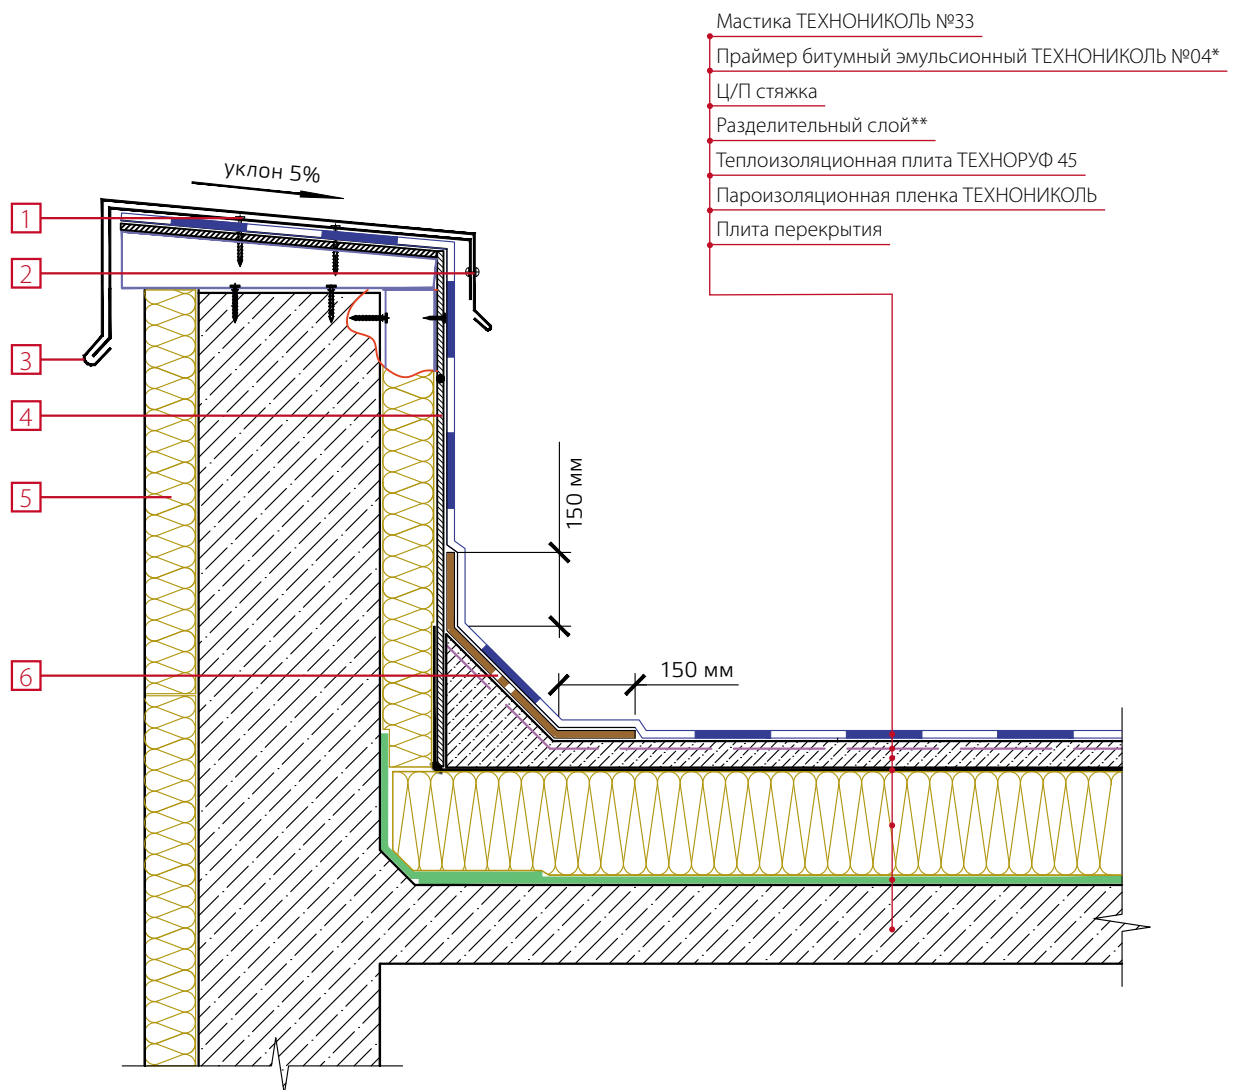 Мастика ТЕХНОНИКОЛЬ №33
Праймер битумный эмульсионный ТЕХНОНИКОЛЬ №04*
Ц/П стяжка
Разделительный слой**
Теплоизоляционная плита ТЕХНОРУФ 45
Пароизоляционная пленка ТЕХНОНИКОЛЬ
Плита перекрытия
уклон 5%
1
2
3
4
5
6
150 мм
150 мм